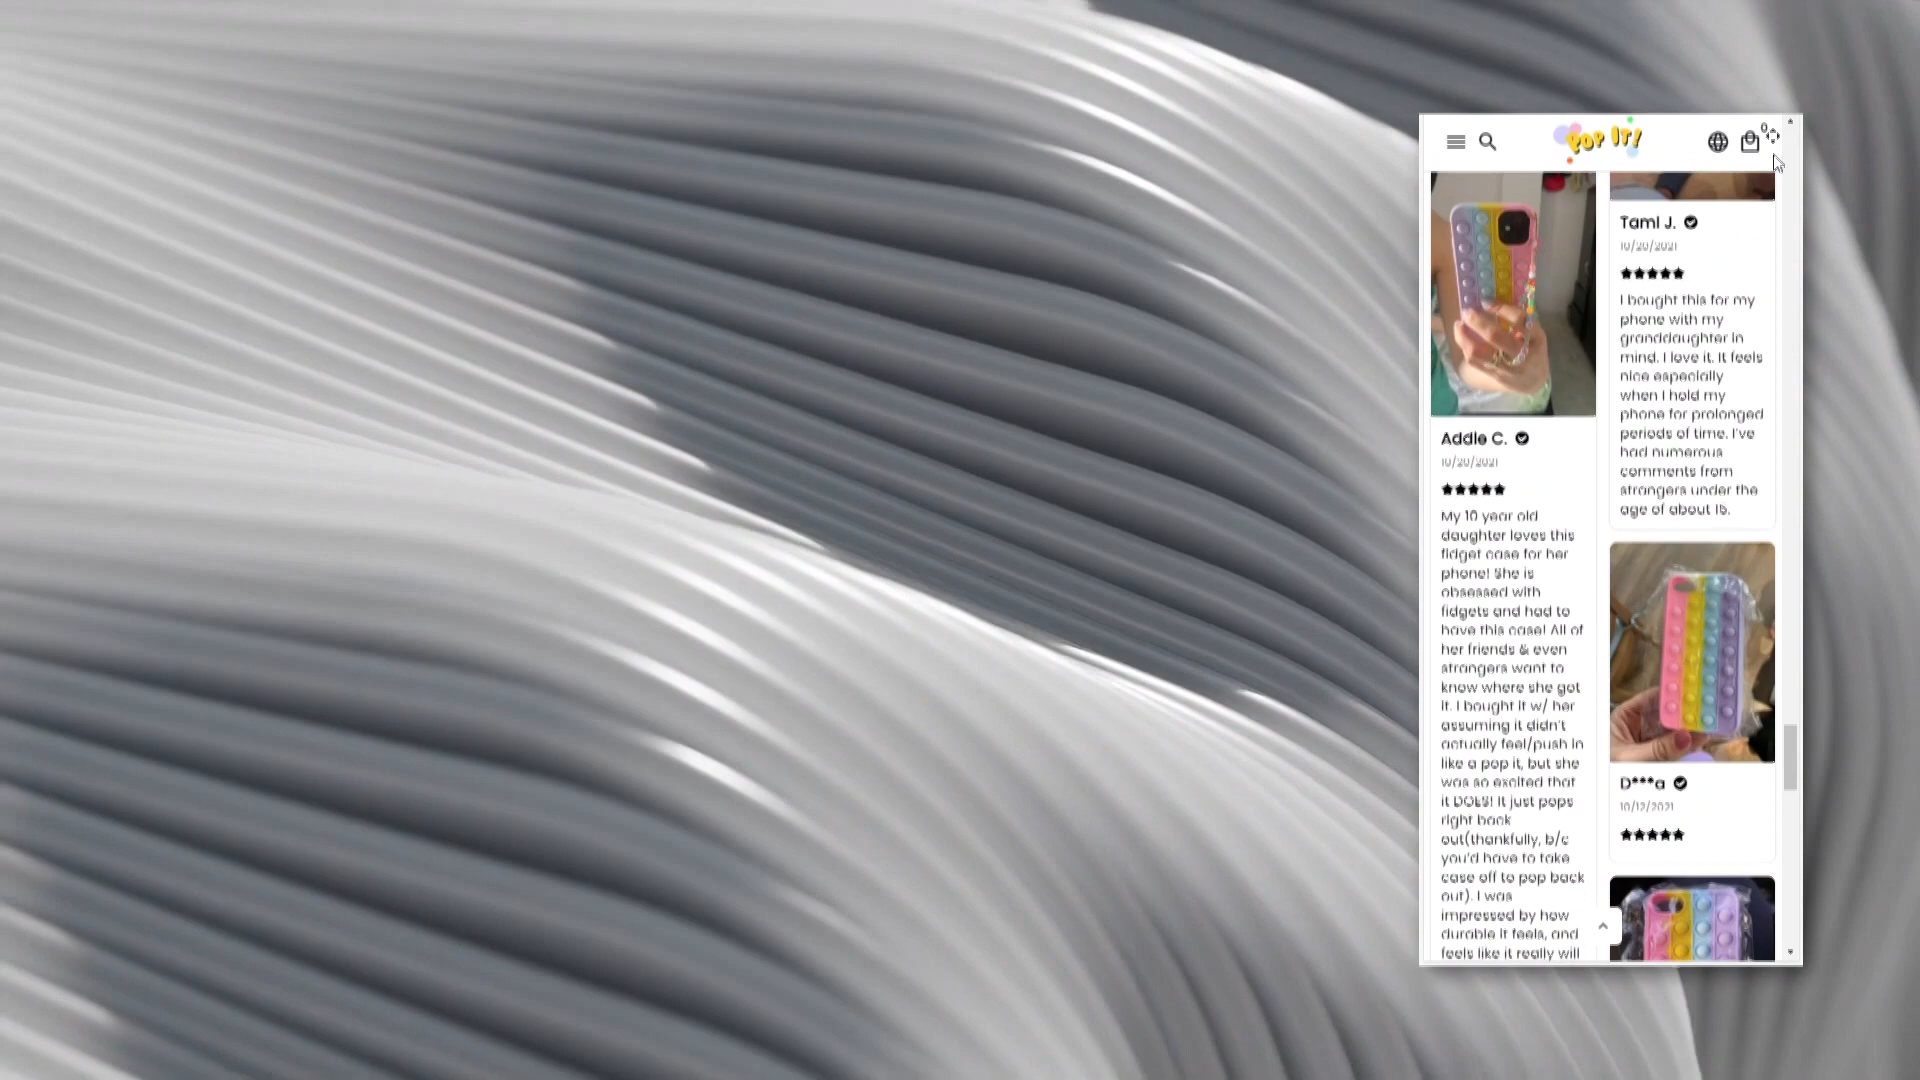 POP IT!
0
Addie C.
10/20/2021
My 10 year old
daughter loves this
fidget case for her
phone! She is
obsessed with
fidgets and had to
have this case! All of
her friends & even
strangers want to
know where she got
it. I bought it w/ her
assuming it didn't
actually feel/push in
like a pop it, but she
was so excited that
it DOES! It just pops
right back
out(thankfully, b/c
you'd have to take
case off to pop back
out). I was
impressed by how
durable it feels, and
feels like it really will
Tami J.
10/20/2021
I bought this for my
phone with my
granddaughter in
mind. I love it. It feels
nice especially
when I hold my
phone for prolonged
periods of time. I've
had numerous
comments from
strangers under the
age of about 15.
D***a
10/12/2021